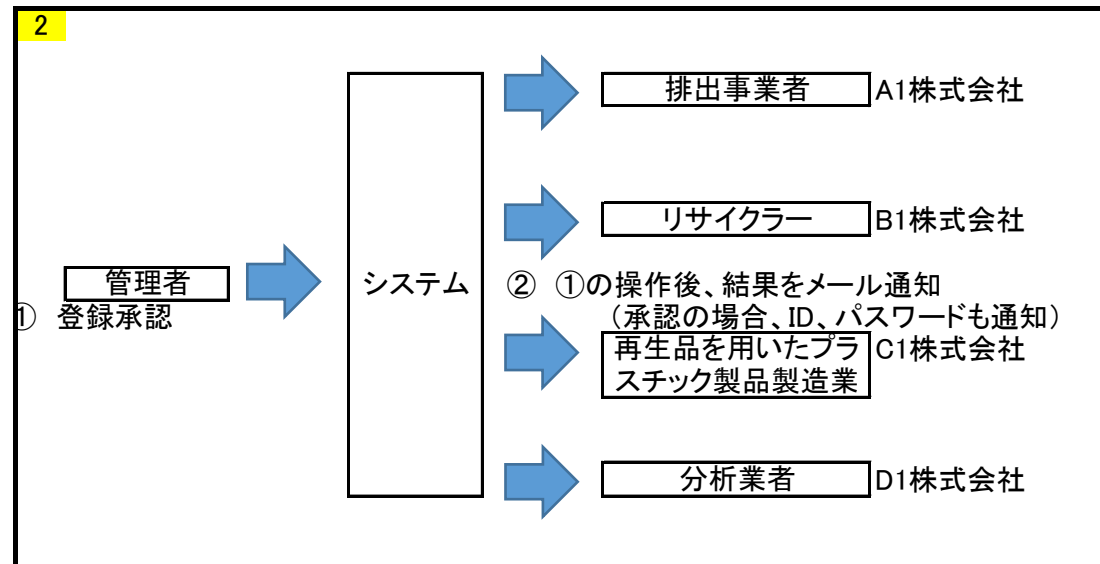 2
排出事業者 A1株式会社
リサイクラー B1株式会社
管理者
システム
② ①の操作後、結果をメール通知
① 登録承認
(承認の場合、ID、パスワードも通知)
再生品を用いたプラ C1株式会社
スチック製品製造業
分析業者 D1株式会社